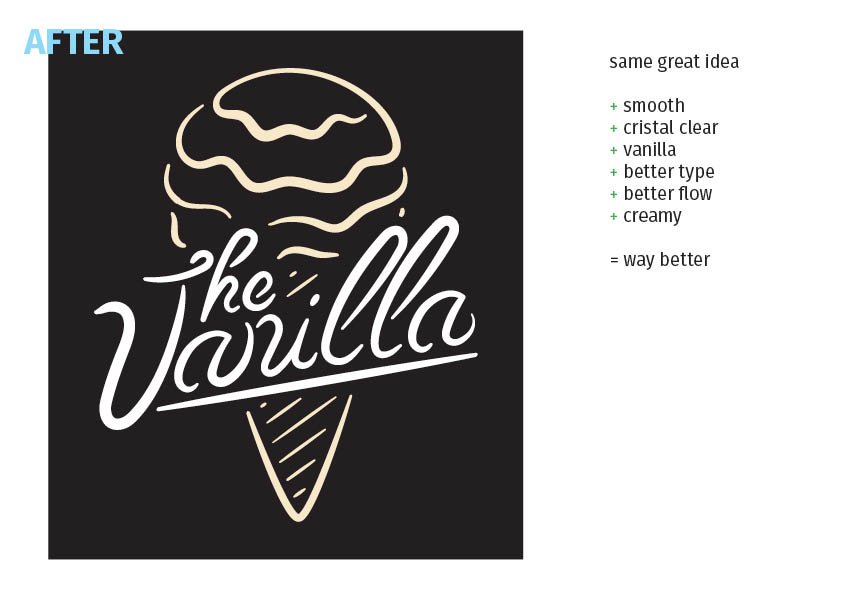 AFTER
The
Vanilla
same great idea
+ smooth
+ cristal clear
+ vanilla
+ better type
+ better flow
+ creamy
= way better